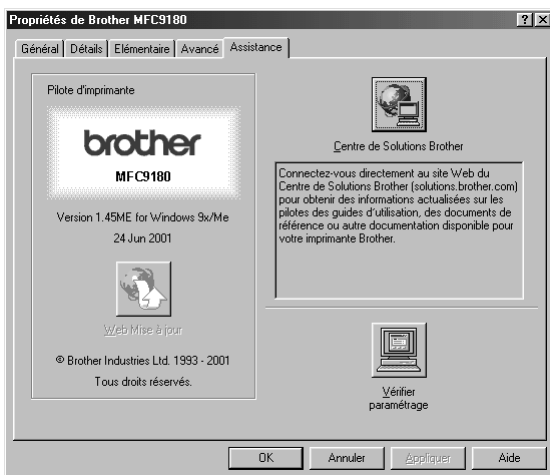 Propriétés de Brother MFC9180
Général Détails Elémentaire Avancé Assistance
Pilote d'imprimante
brother
MFC9180
Version 1.45ME for Windows 9x/Me
24 Jun 2001
Web Mise à jour
© Brother Industries Ltd. 1993 - 2001
Tous droits réservés.
Centre de Solutions Brother
Connectez-vous directement au site Web du
Centre de Solutions Brother (solutions.brother.com)
pour obtenir des informations actualisées sur les
pilotes des guides d'utilisation, des documents de
référence ou autre documentation disponible pour
votre imprimante Brother.
Vérifier
paramétrage
OK Annuler Appliquer Aide